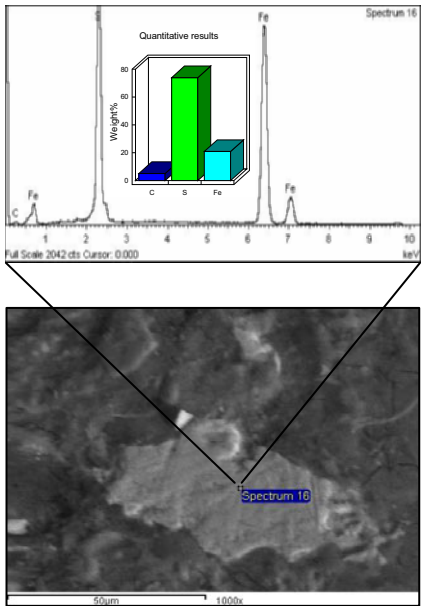 Spectrum 16
S
Fe
Quantitative results
Weight%
80
60
40
20
0
C S Fe
Fe
Fe
C
1 2 3 4 5 6 7 8 9 10
Full Scale 2042 cts Cursor: 0.000 keV
Spectrum 16
50µm 1000x